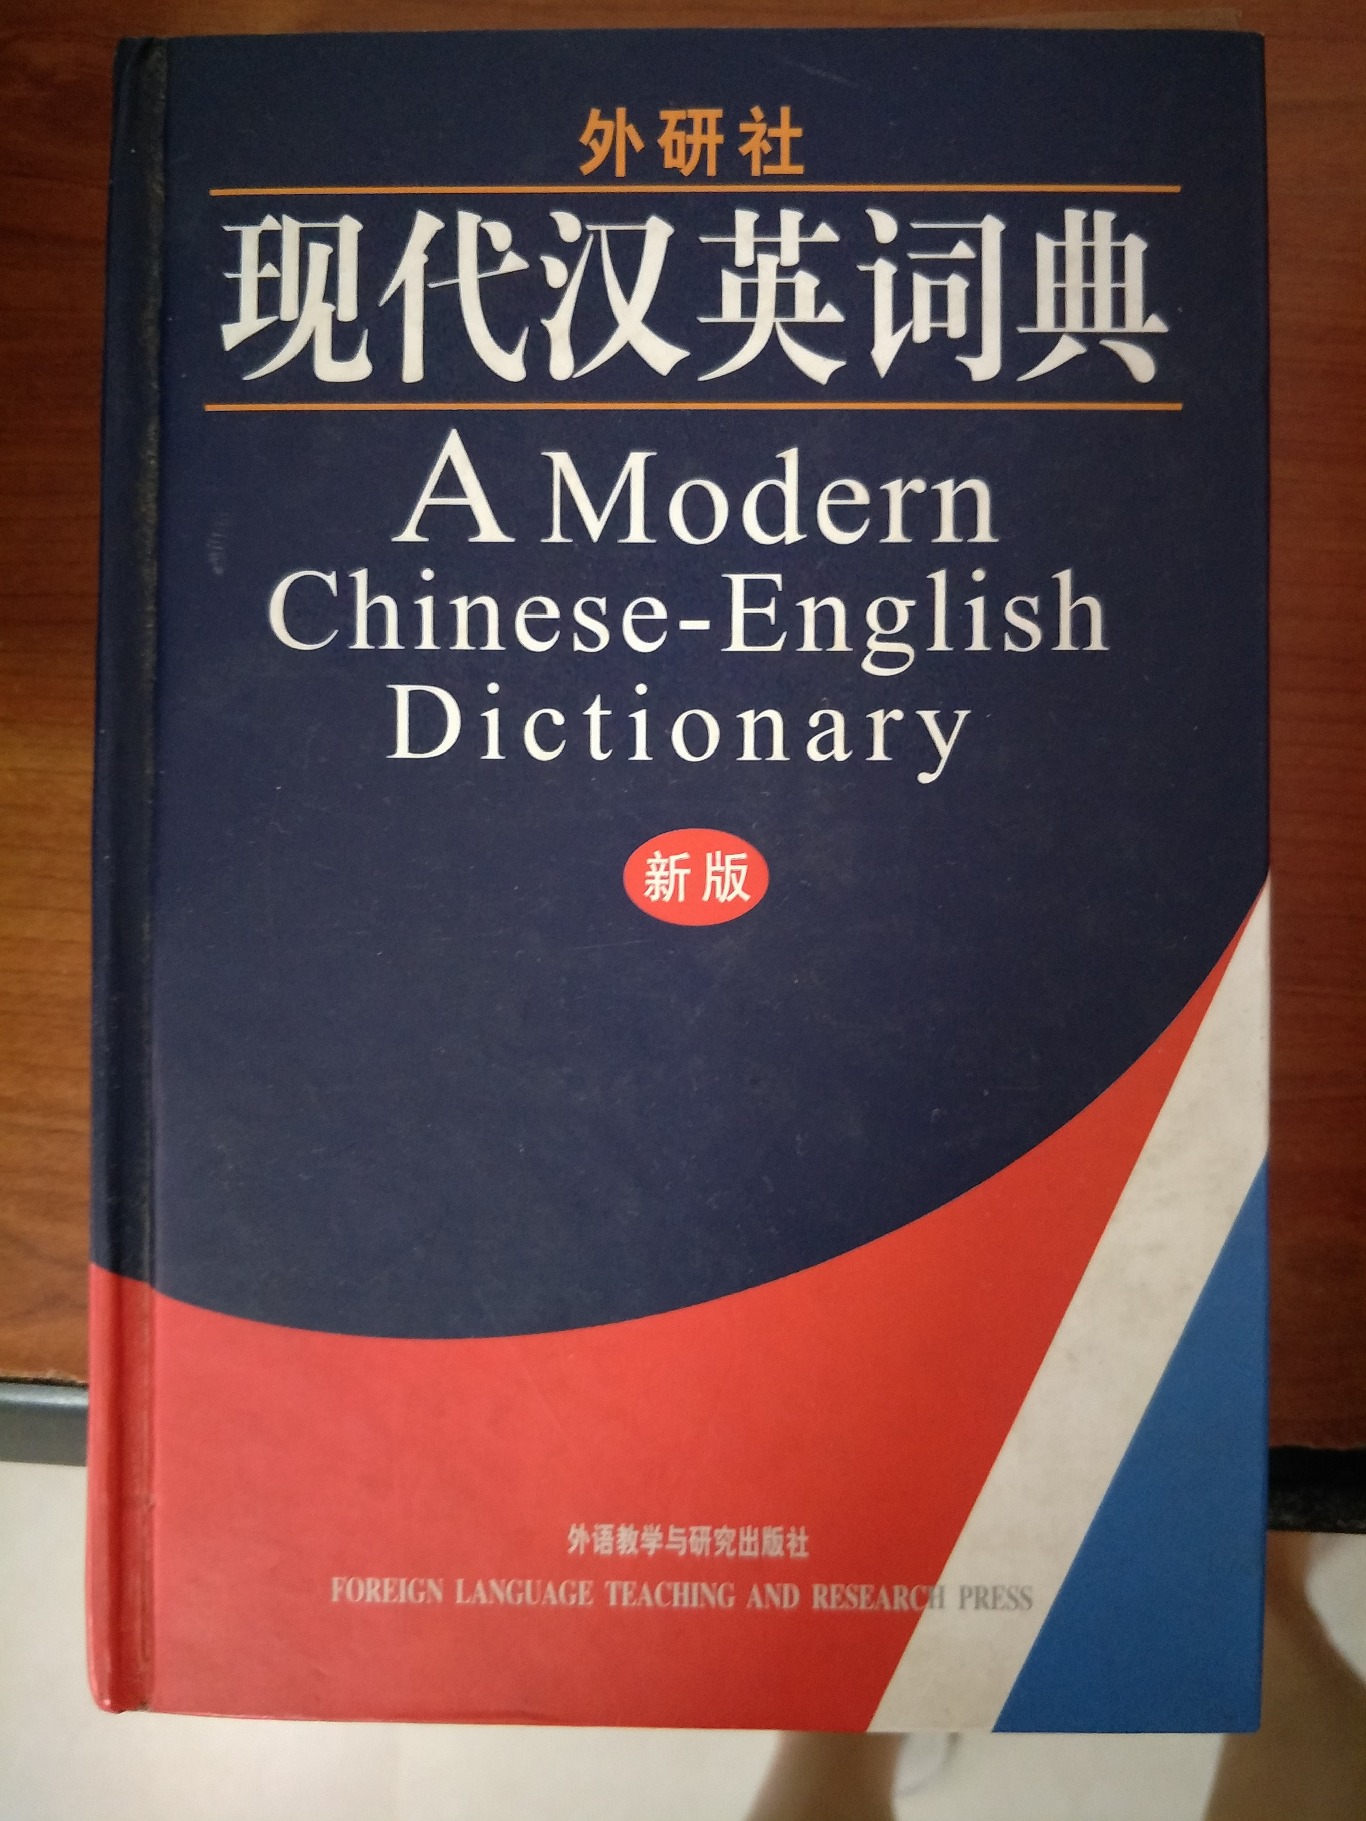 外研社
现代汉英词典
A Modern
Chinese-English
Dictionary
新版
外语教学与研究出版社
FOREIGN LANGUAGE TEACHING AND RESEARCH PRESS